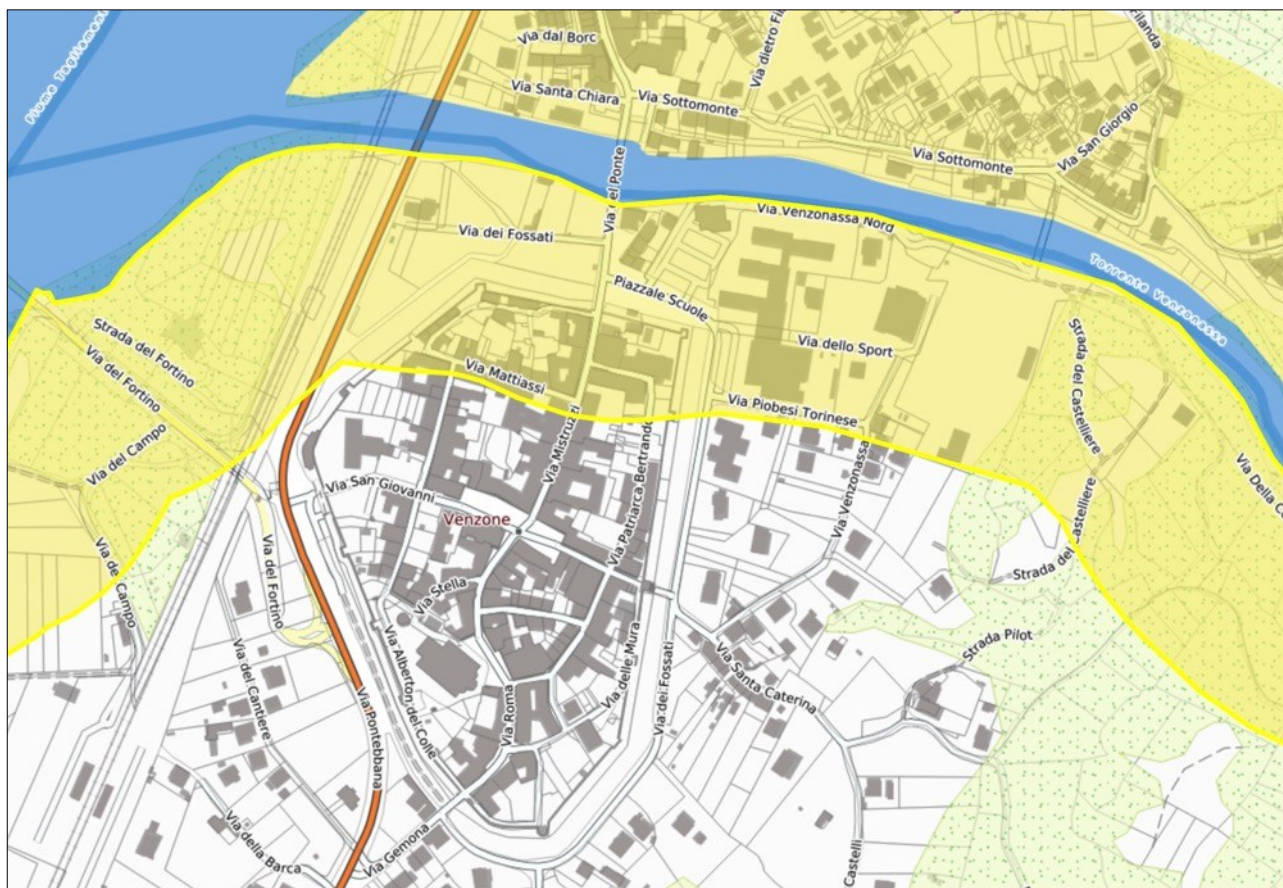 Via dal Borc
Via dietro Fi
Filanda
Fiume Tagliamento
Via Santa Chiara
Via Sottomonte
Via San Giorgio
Via Sottomonte
Via del Ponte
Via Venzonassa Nord
Via dei Fossati
Torrente Venzonassa
Piazzale Scuole
Strada del Fortino
Via dello Sport
Via del Fortino
Strada del Castelliere
Via Mattiassi
Via Piobesi Torinese
Via del Campo
Via Mistruzzi
Via Patriarca Bertrando
Via Della C
Via San Giovanni
Via Venzonassa
Venzone
Strada del Castelliere
Via del Fortino
Via del Campo
Via Stella
Strada Pilot
Via delle Mura
Via Santa Caterina
Via del Cantiere
Via Alberton del Colle
Via dei Fossati
Via Roma
Via Pontebbana
Via della Barca
Via Gemona
Castelli